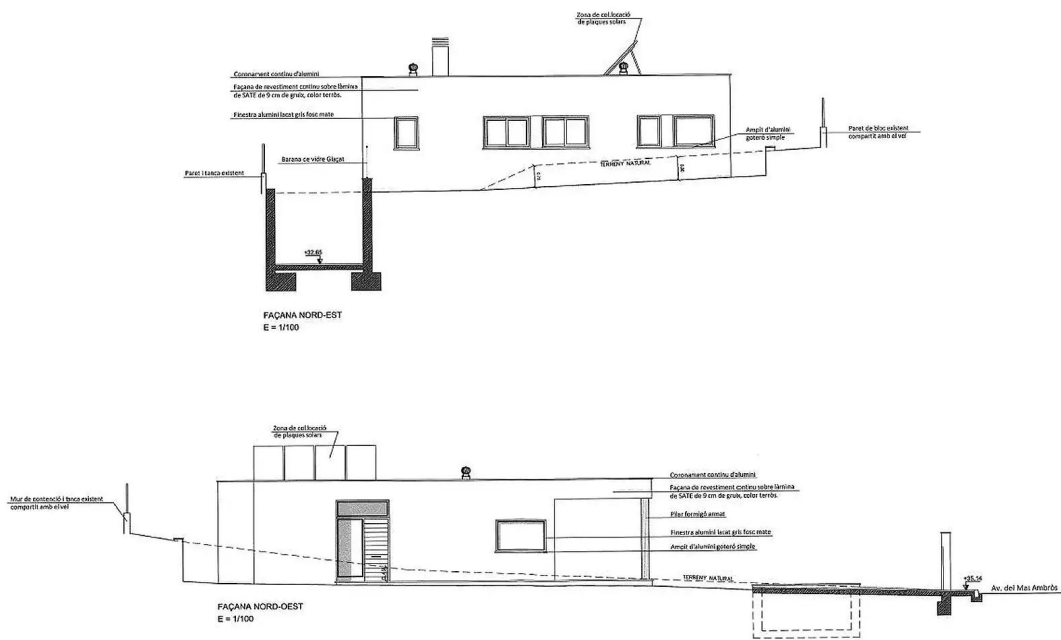 Zona de col.locació
de plaques solars
Coronament continu d'alumini
Façana de revestiment continu sobre làmina
de SATE de 9 cm de gruix, color terròs.
Finestra alumini lacat gris fosc mate
Ampit d'alumini
goteró simple
Paret de bloc existent
compartit amb el veí
Barana de vidre Glaçat
TERRENY NATURAL
Paret i tanca existent
+32.65
FAÇANA NORD-EST
E = 1/100
Zona de col.locació
de plaques solars
Coronament continu d'alumini
Façana de revestiment continu sobre làmina
de SATE de 9 cm de gruix, color terròs.
Mur de contenció i tanca existent
compartit amb el veí
Pilar formigó armat
Finestra alumini lacat gris fosc mate
Ampit d'alumini goteró simple
TERRENY NATURAL
+35.14
Av. del Mas Ambròs
FAÇANA NORD-OEST
E = 1/100